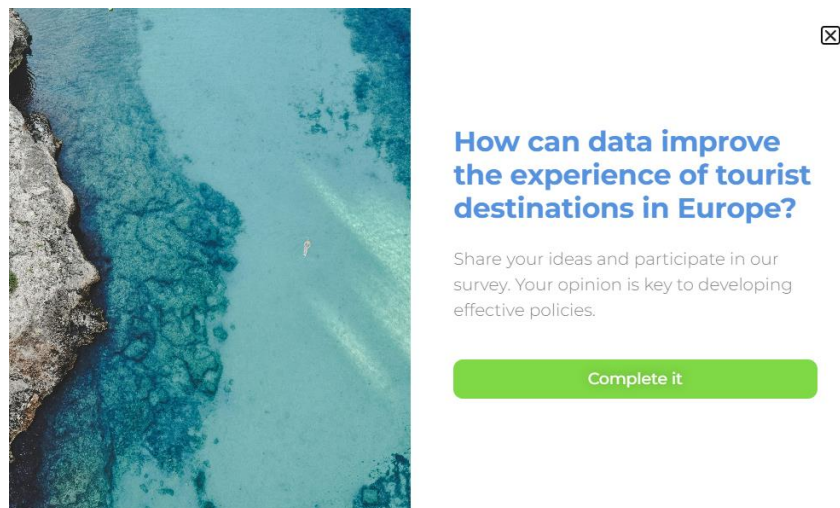 How can data improve
the experience of tourist
destinations in Europe?
Share your ideas and participate in our
survey. Your opinion is key to developing
effective policies.
Complete it